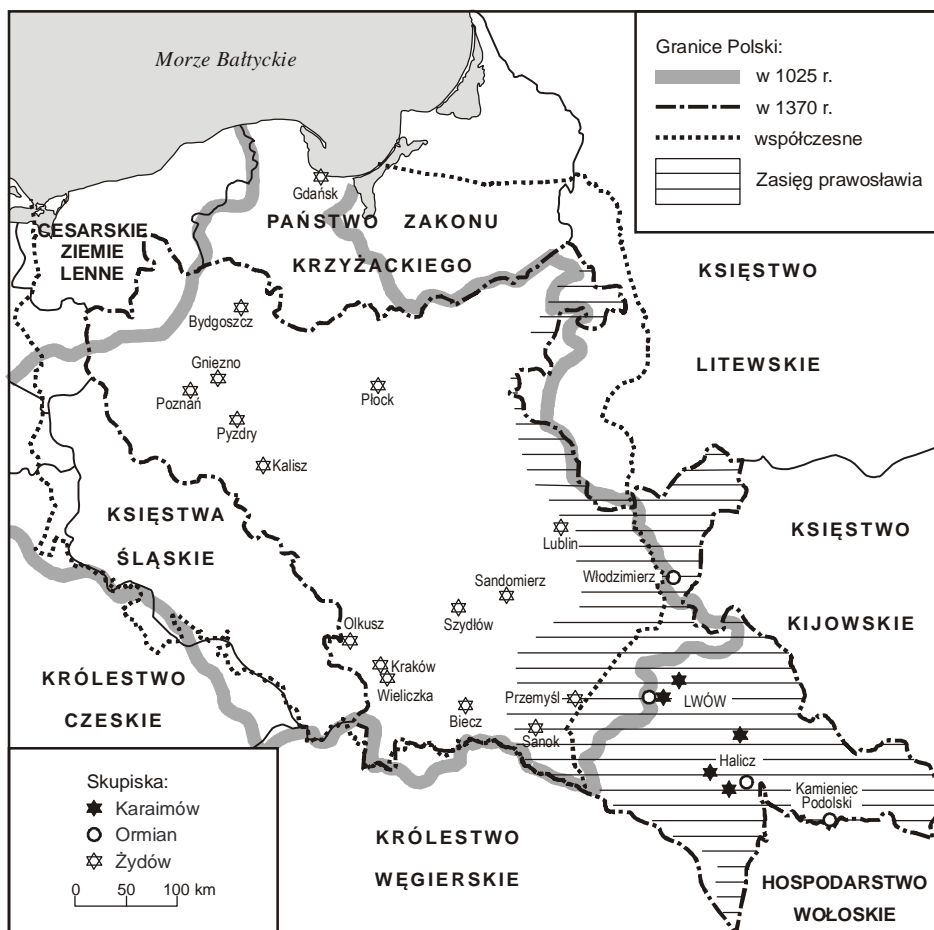 Morze Bałtyckie
Granice Polski:
w 1025 r.
w 1370 r.
współczesne
Zasięg prawosławia
Gdańsk
PAŃSTWO ZAKONU
KRZYŻACKIEGO
CESARSKIE
ZIEMIE
LENNE
KSIĘSTWO
LITEWSKIE
Bydgoszcz
Gniezno
Poznań
Płock
Pyzdry
Kalisz
KSIĘSTWA
ŚLĄSKIE
Lublin
KSIĘSTWO
KIJOWSKIE
Włodzimierz
Sandomierz
Szydłów
Olkusz
Kraków
Wieliczka
KRÓLESTWO
CZESKIE
Przemyśl
LWÓW
Biecz
Sanok
Halicz
Kamieniec
Podolski
KRÓLESTWO
WĘGIERSKIE
HOSPODARSTWO
WOŁOSKIE
Skupiska:
Karaimów
Ormian
Żydów
0 50 100 km